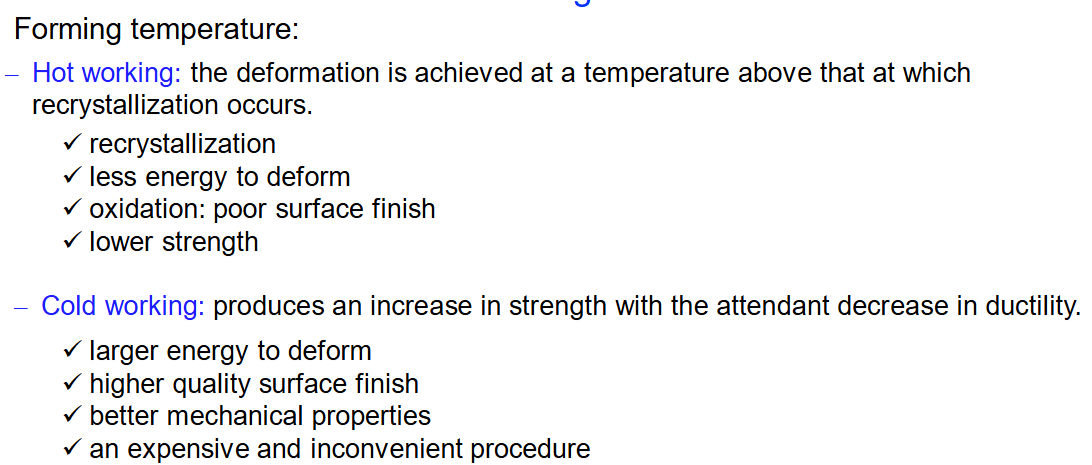 Forming temperature:
– Hot working: the deformation is achieved at a temperature above that at which
recrystallization occurs.
✓ recrystallization
✓ less energy to deform
✓ oxidation: poor surface finish
✓ lower strength
– Cold working: produces an increase in strength with the attendant decrease in ductility.
✓ larger energy to deform
✓ higher quality surface finish
✓ better mechanical properties
✓ an expensive and inconvenient procedure